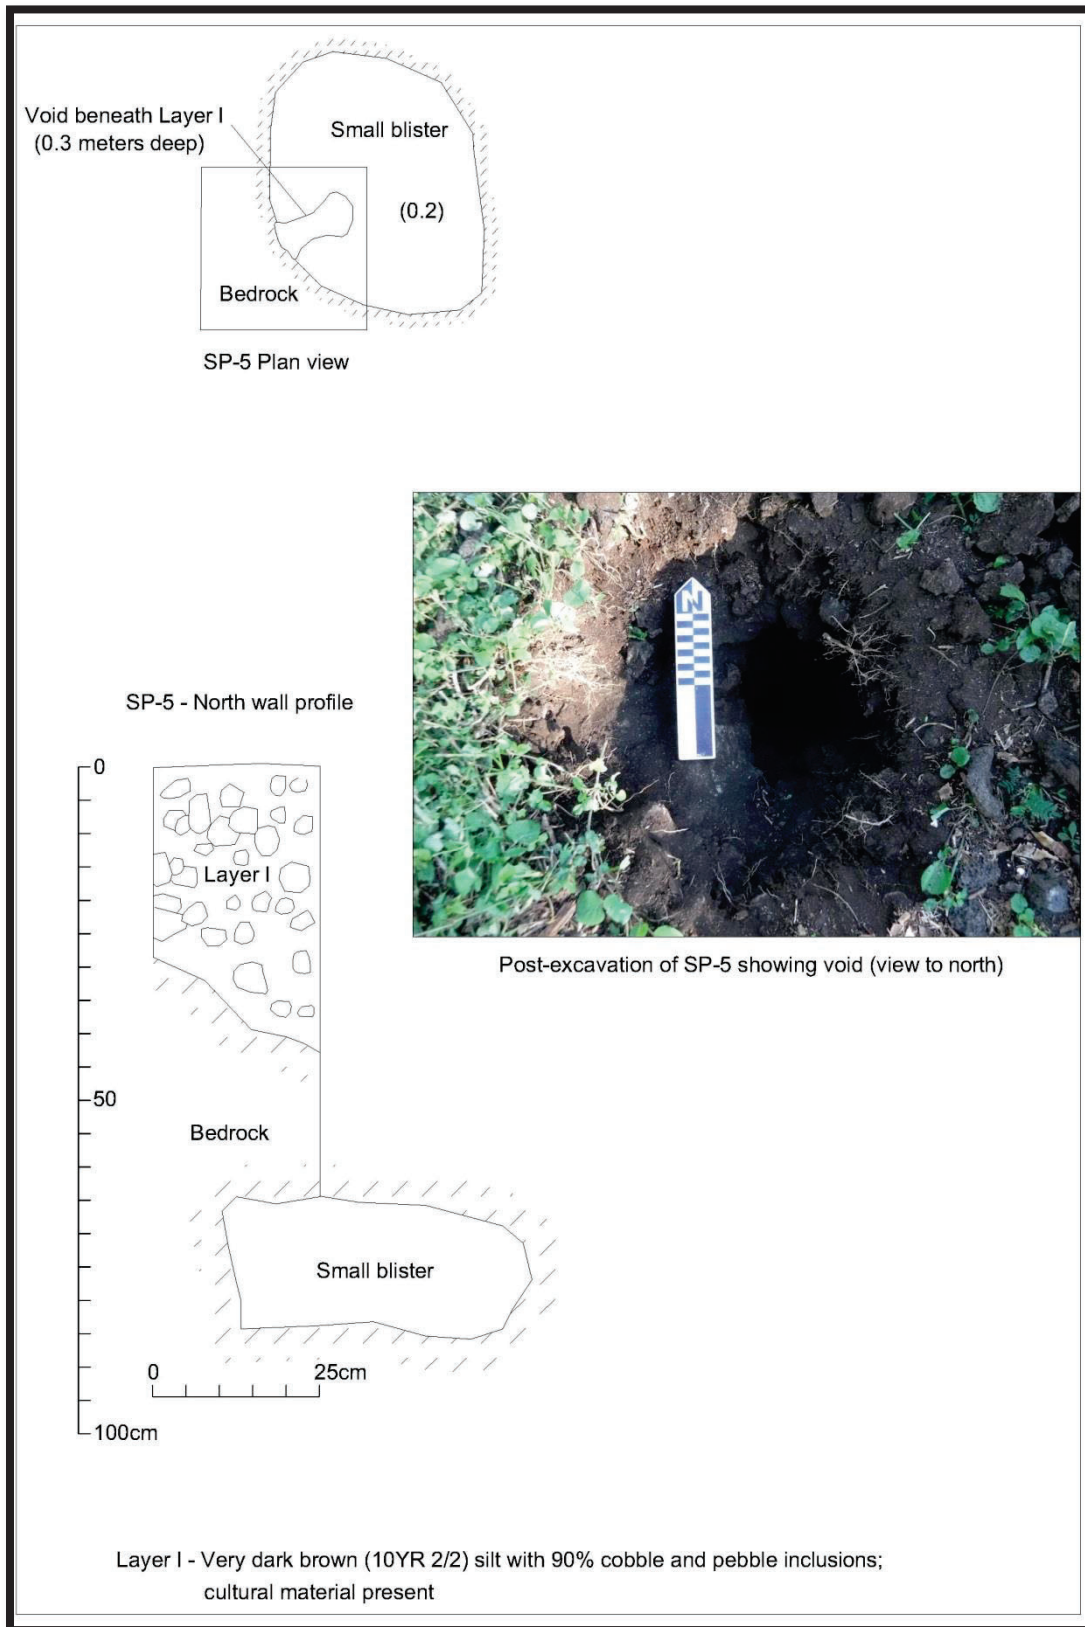 Void beneath Layer I
(0.3 meters deep)
Small blister
(0.2)
Bedrock
SP-5 Plan view
N
SP-5 - North wall profile
0
Layer I
Post-excavation of SP-5 showing void (view to north)
50
Bedrock
Small blister
0
25cm
100cm
Layer I - Very dark brown (10YR 2/2) silt with 90% cobble and pebble inclusions;
cultural material present